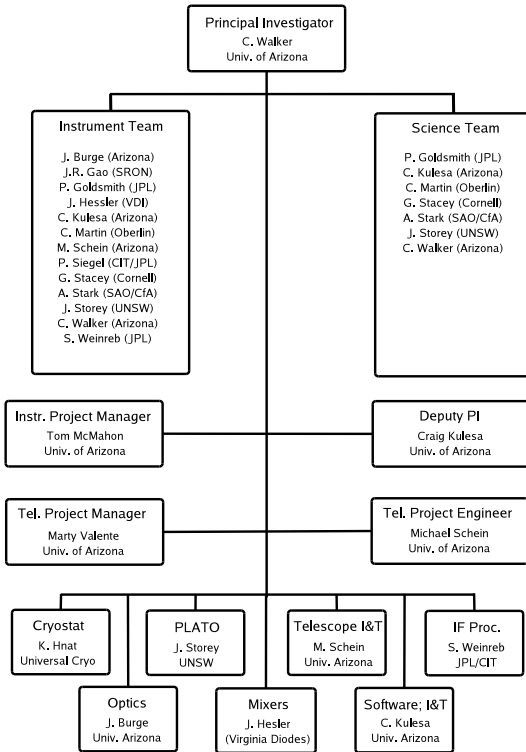 Principal Investigator
C. Walker
Univ. of Arizona
Instrument Team
J. Burge (Arizona)
J.R. Gao (SRON)
P. Goldsmith (JPL)
J. Hessler (VDI)
C. Kulesa (Arizona)
C. Martin (Oberlin)
M. Schein (Arizona)
P. Siegel (CIT/JPL)
G. Stacey (Cornell)
A. Stark (SAO/CfA)
J. Storey (UNSW)
C. Walker (Arizona)
S. Weinreb (JPL)
Science Team
P. Goldsmith (JPL)
C. Kulesa (Arizona)
C. Martin (Oberlin)
G. Stacey (Cornell)
A. Stark (SAO/CfA)
J. Storey (UNSW)
C. Walker (Arizona)
Instr. Project Manager
Tom McMahon
Univ. of Arizona
Deputy PI
Craig Kulesa
Univ. of Arizona
Tel. Project Manager
Marty Valente
Univ. of Arizona
Tel. Project Engineer
Michael Schein
Univ. of Arizona
Cryostat
K. Hnat
Universal Cryo
PLATO
J. Storey
UNSW
Telescope I&T
M. Schein
Univ. Arizona
IF Proc.
S. Weinreb
JPL/CIT
Optics
J. Burge
Univ. Arizona
Mixers
J. Hesler
(Virginia Diodes)
Software; I&T
C. Kulesa
Univ. Arizona